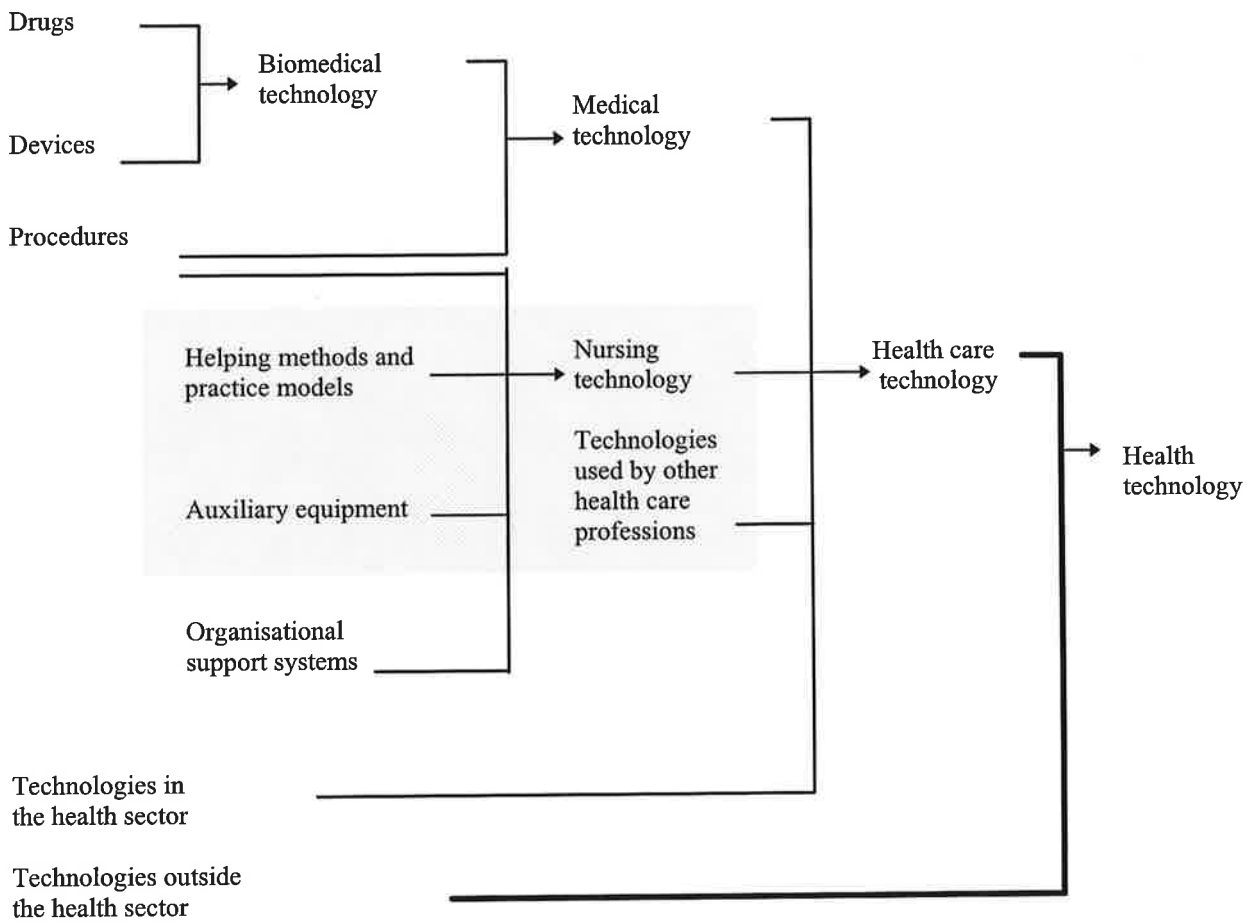 Drugs
Biomedical
technology
Medical
technology
Devices
Procedures
Helping methods and
practice models
Nursing
technology
Health care
technology
Technologies
used by other
health care
professions
Health
technology
Auxiliary equipment
Organisational
support systems
Technologies in
the health sector
Technologies outside
the health sector